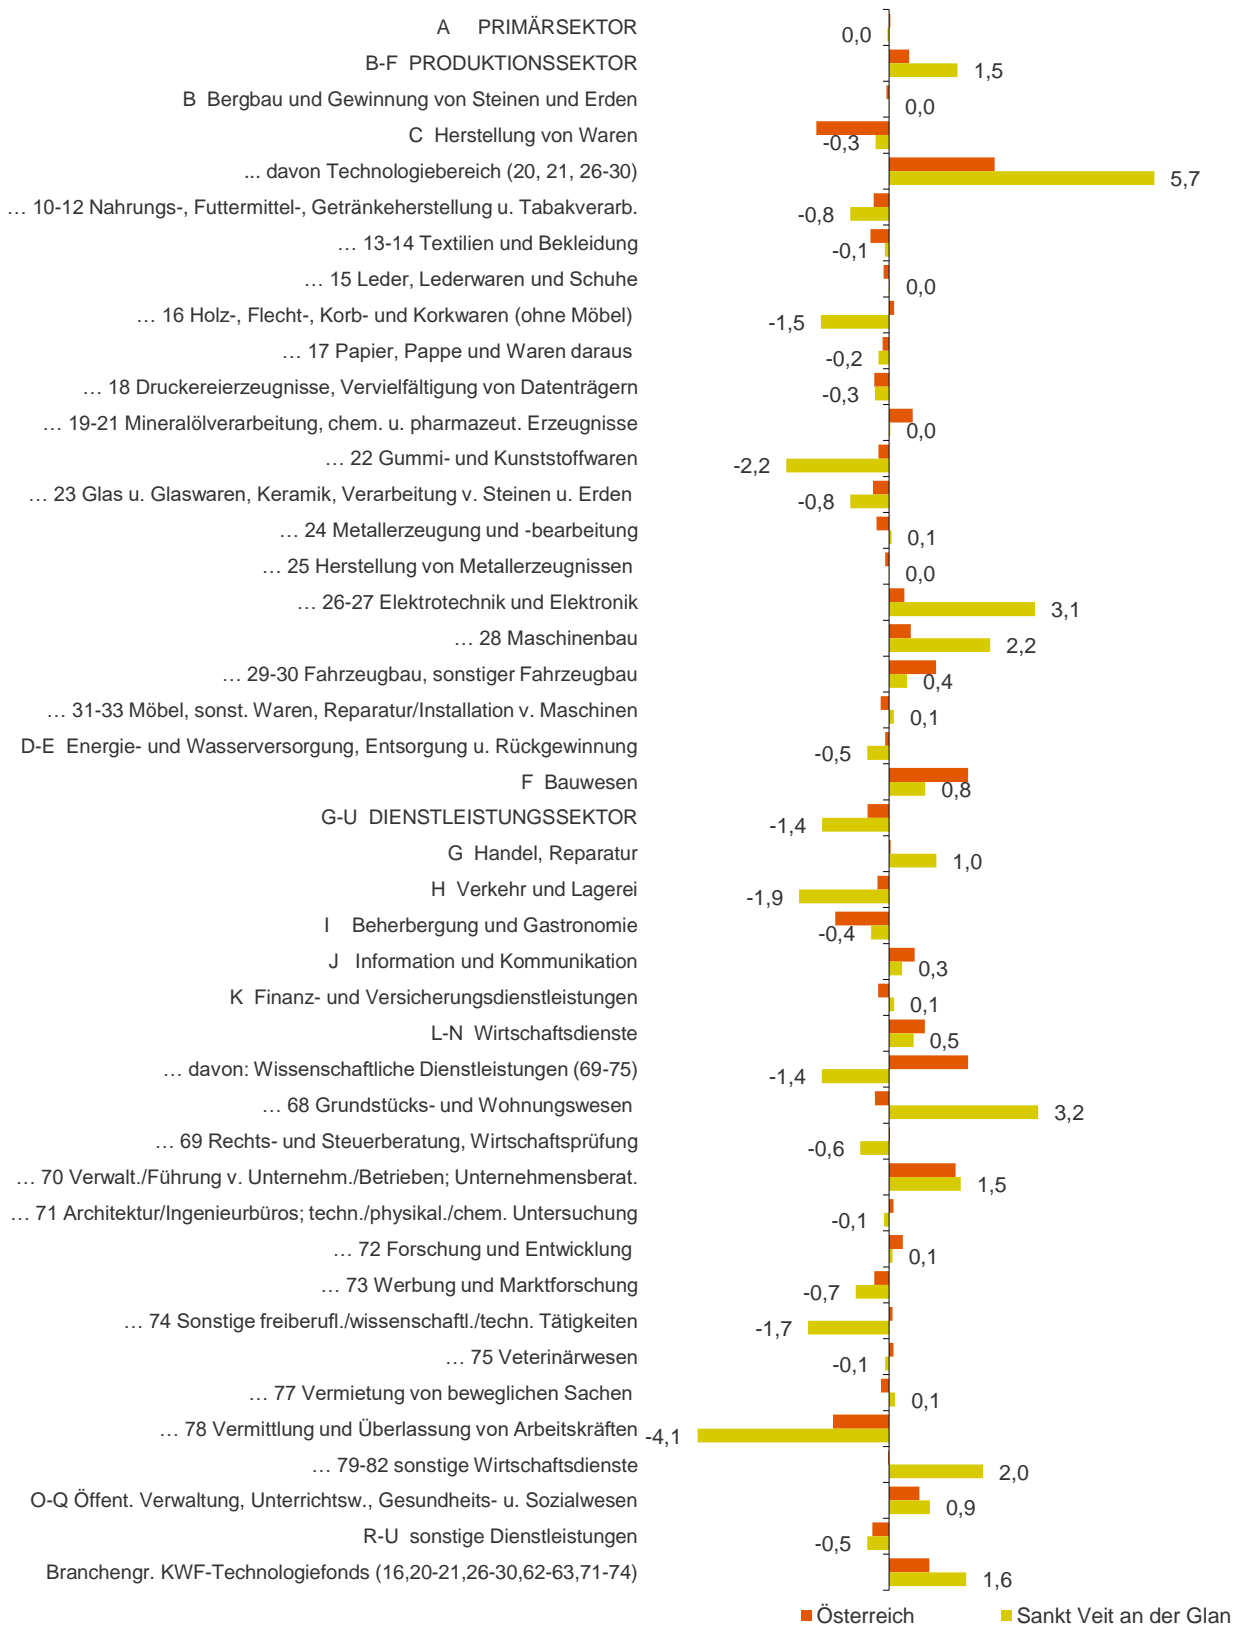 A PRIMÄRSEKTOR
0,0
B-F PRODUKTIONSSEKTOR
1,5
B Bergbau und Gewinnung von Steinen und Erden
0,0
C Herstellung von Waren
-0,3
... davon Technologiebereich (20, 21, 26-30)
5,7
… 10-12 Nahrungs-, Futtermittel-, Getränkeherstellung u. Tabakverarb.
-0,8
… 13-14 Textilien und Bekleidung
-0,1
… 15 Leder, Lederwaren und Schuhe
0,0
… 16 Holz-, Flecht-, Korb- und Korkwaren (ohne Möbel)
-1,5
… 17 Papier, Pappe und Waren daraus
-0,2
… 18 Druckereierzeugnisse, Vervielfältigung von Datenträgern
-0,3
… 19-21 Mineralölverarbeitung, chem. u. pharmazeut. Erzeugnisse
0,0
… 22 Gummi- und Kunststoffwaren
-2,2
… 23 Glas u. Glaswaren, Keramik, Verarbeitung v. Steinen u. Erden
-0,8
… 24 Metallerzeugung und -bearbeitung
0,1
… 25 Herstellung von Metallerzeugnissen
0,0
… 26-27 Elektrotechnik und Elektronik
3,1
… 28 Maschinenbau
2,2
… 29-30 Fahrzeugbau, sonstiger Fahrzeugbau
0,4
… 31-33 Möbel, sonst. Waren, Reparatur/Installation v. Maschinen
0,1
D-E Energie- und Wasserversorgung, Entsorgung u. Rückgewinnung
-0,5
F Bauwesen
0,8
G-U DIENSTLEISTUNGSSEKTOR
-1,4
G Handel, Reparatur
1,0
H Verkehr und Lagerei
-1,9
I Beherbergung und Gastronomie
-0,4
J Information und Kommunikation
0,3
K Finanz- und Versicherungsdienstleistungen
0,1
L-N Wirtschaftsdienste
0,5
… davon: Wissenschaftliche Dienstleistungen (69-75)
-1,4
… 68 Grundstücks- und Wohnungswesen
3,2
… 69 Rechts- und Steuerberatung, Wirtschaftsprüfung
-0,6
… 70 Verwalt./Führung v. Unternehm./Betrieben; Unternehmensberat.
1,5
… 71 Architektur/Ingenieurbüros; techn./physikal./chem. Untersuchung
-0,1
… 72 Forschung und Entwicklung
0,1
… 73 Werbung und Marktforschung
-0,7
… 74 Sonstige freiberufl./wissenschaftl./techn. Tätigkeiten
-1,7
… 75 Veterinärwesen
-0,1
… 77 Vermietung von beweglichen Sachen
0,1
… 78 Vermittlung und Überlassung von Arbeitskräften
-4,1
… 79-82 sonstige Wirtschaftsdienste
2,0
O-Q Öffent. Verwaltung, Unterrichtsw., Gesundheits- u. Sozialwesen
0,9
R-U sonstige Dienstleistungen
-0,5
Branchengr. KWF-Technologiefonds (16,20-21,26-30,62-63,71-74)
1,6
Österreich
Sankt Veit an der Glan